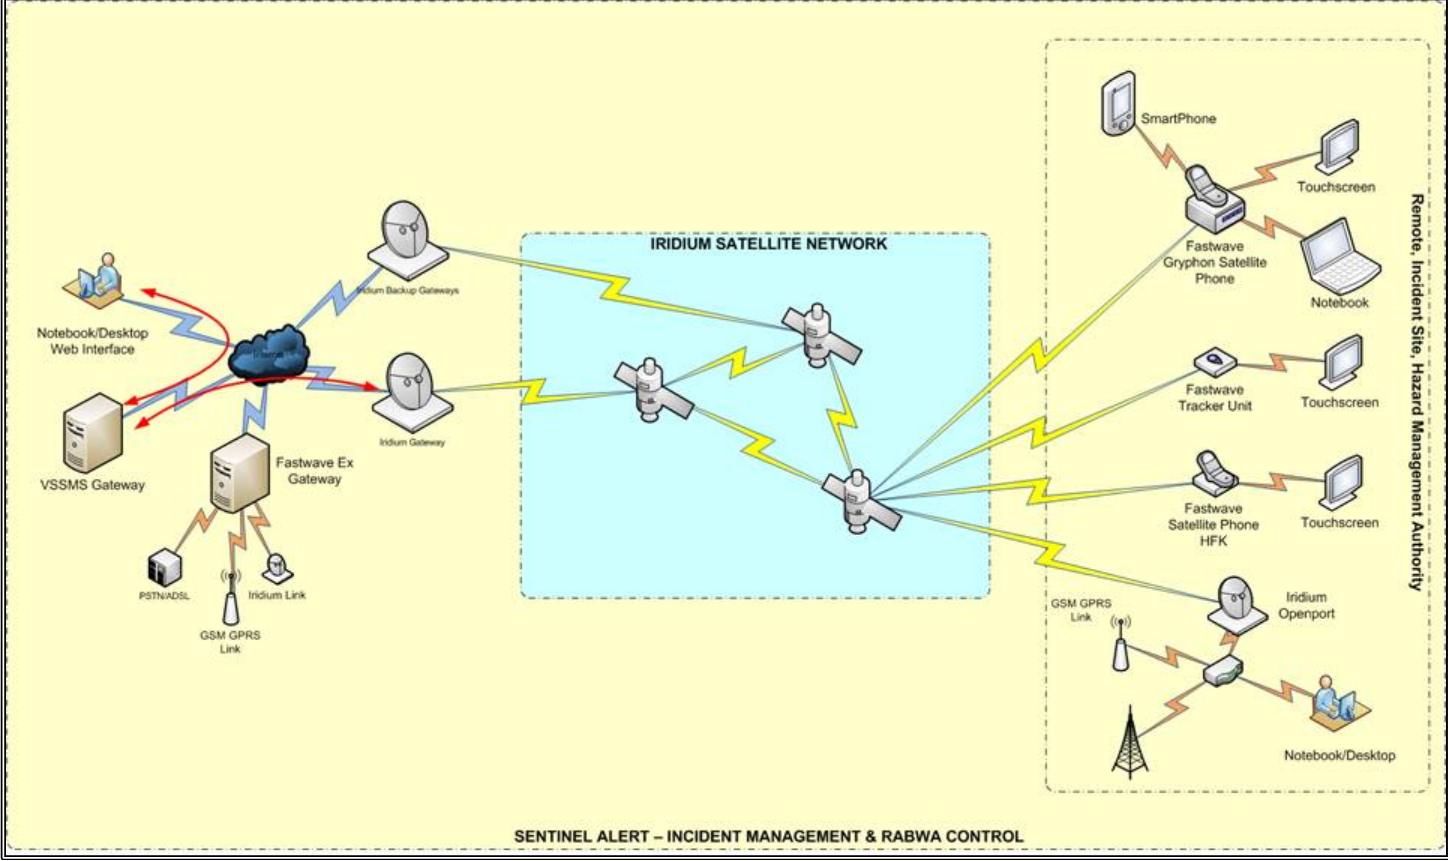 SmartPhone
Touchscreen
Fastwave
Gryphon Satellite
Phone
Notebook
IRIDIUM SATELLITE NETWORK
Iridium Backup Gateways
Notebook/Desktop
Web Interface
Internet
Fastwave
Tracker Unit
Touchscreen
Iridium Gateway
VSSMS Gateway
Fastwave Ex
Gateway
Fastwave
Satellite Phone
HFK
Touchscreen
PSTN/ADSL
Iridium Link
GSM GPRS
Link
GSM GPRS
Link
Iridium
Openport
Notebook/Desktop
Remote, Incident Site, Hazard Management Authority
SENTINEL ALERT – INCIDENT MANAGEMENT & RABWA CONTROL